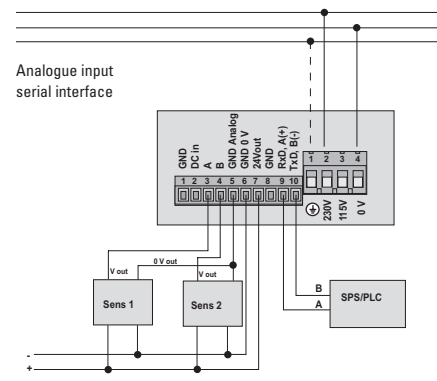 Analogue input
serial interface
GND
DC in
A
B
GND Analog
GND 0 V
24Vout
GND
RxD, A(+)
TxD, B(-)
1 2 3 4 5 6 7 8 9 10
1 2 3 4
230V
115V
0 V
0 V out
V out
V out
Sens 1
Sens 2
B
A
SPS/PLC
-
+